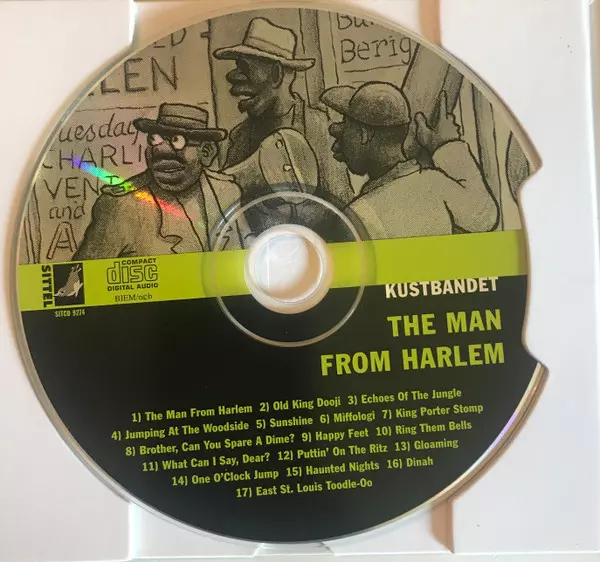 LEN
Bu
Berig
Tuesday
CHARLI
VEN
and
A
COMPACT
disc
DIGITAL AUDIO
BIEM/ncb
SITTEL
SITCD 9274
KUSTBANDET
THE MAN
FROM HARLEM
1) The Man From Harlem 2) Old King Dooji 3) Echoes Of The Jungle
4) Jumping At The Woodside 5) Sunshine 6) Miffologi 7) King Porter Stomp
8) Brother, Can You Spare A Dime? 9) Happy Feet 10) Ring Them Bells
11) What Can I Say, Dear? 12) Puttin' On The Ritz 13) Gloaming
14) One O'Clock Jump 15) Haunted Nights 16) Dinah
17) East St. Louis Toodle-Oo